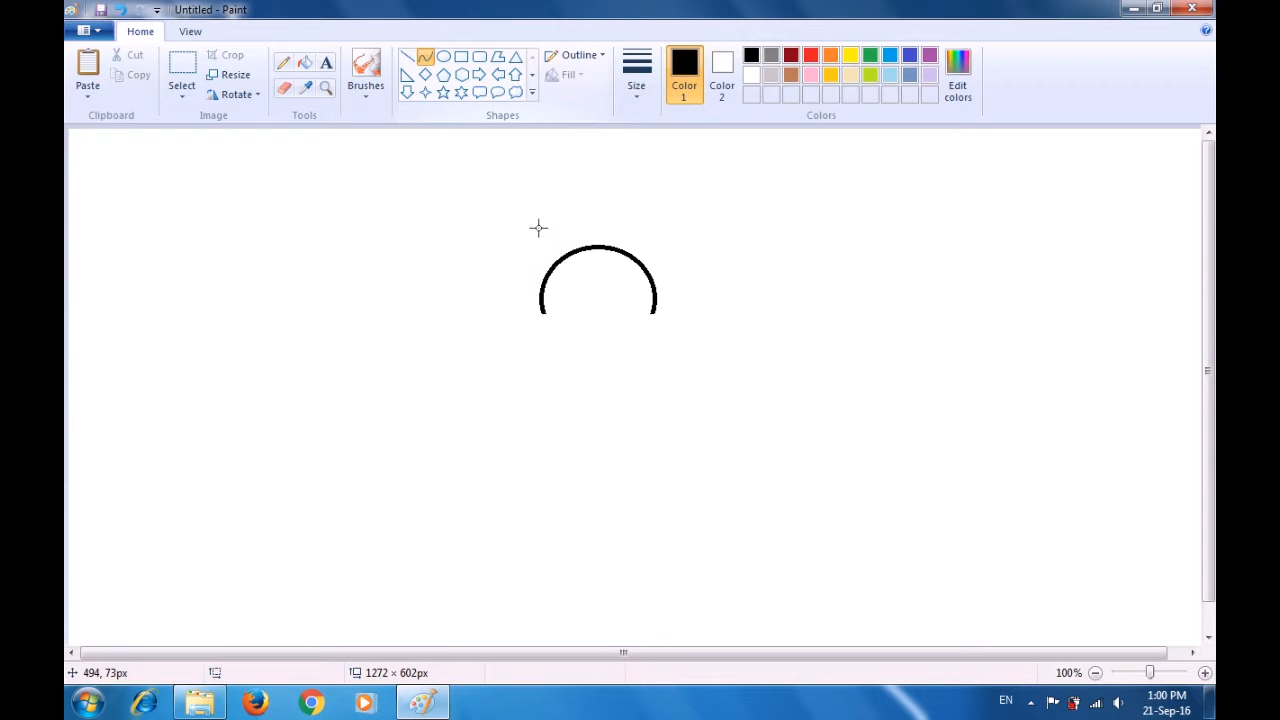 Untitled - Paint
Home
View
Paste
Cut
Copy
Clipboard
Select
Crop
Resize
Rotate
Image
A
Tools
Brushes
Outline
Fill
Shapes
Size
Color 1
Color 2
Edit colors
Colors
494, 73px
1272 × 602px
100%
EN
1:00 PM
21-Sep-16